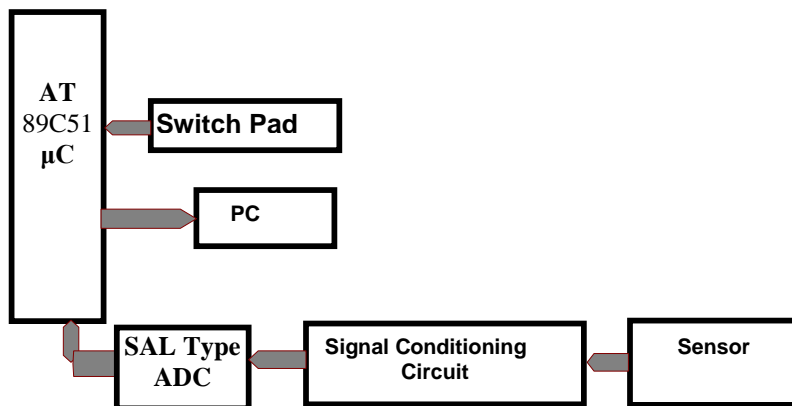 AT
89C51
µC
Switch Pad
PC
SAL Type
ADC
Signal Conditioning
Circuit
Sensor